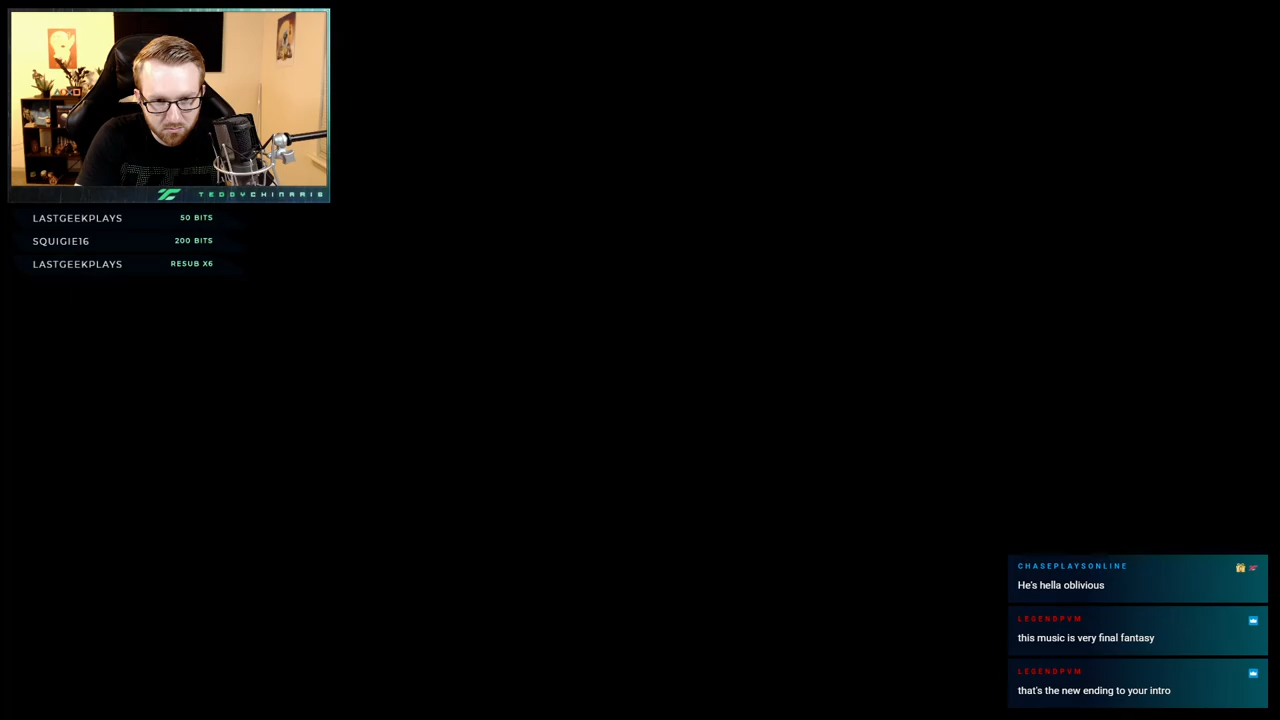 TEDDYCHINARIS
LASTGEEKPLAYS 50 BITS
SQUIGIE16 200 BITS
LASTGEEKPLAYS RESUB X6
CHASEPLAYSONLINE
He's hella oblivious
LEGENDPVM
this music is very final fantasy
LEGENDPVM
that's the new ending to your intro